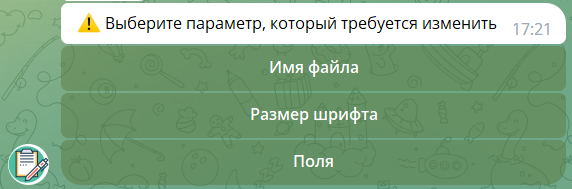 ⚠️ Выберите параметр, который требуется изменить
17:21
Имя файла
Размер шрифта
Поля